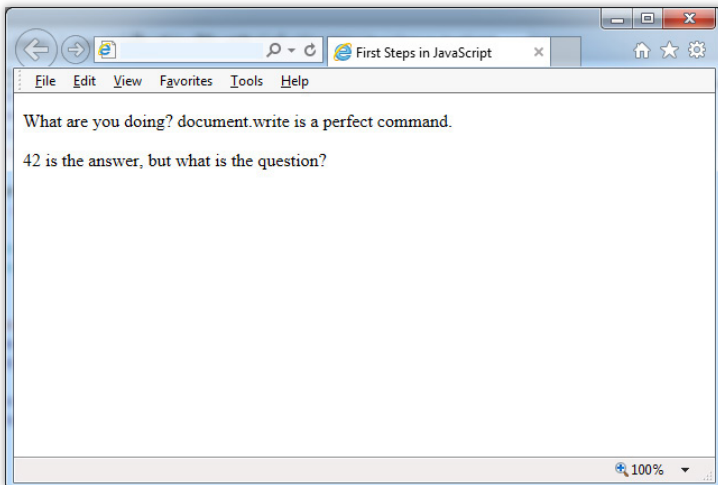 First Steps in JavaScript
File Edit View Favorites Tools Help
What are you doing? document.write is a perfect command.
42 is the answer, but what is the question?
100%